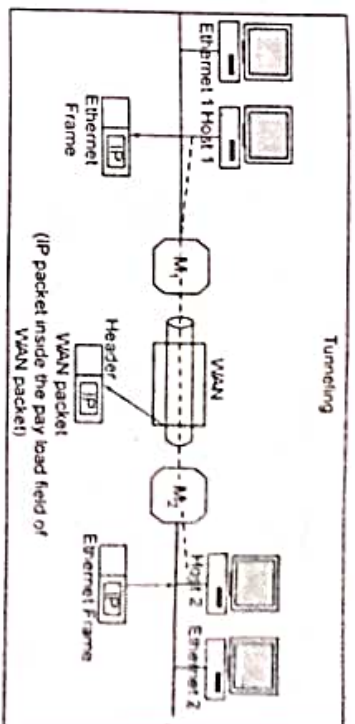 Tunneling
Ethernet 1 Host 1
Ethernet
Frame
IP
M1
WAN
Header
IP
WAN packet
(IP packet inside the pay load field of
WAN packet)
M2
Host 2
Ethernet 2
IP
Ethernet Frame